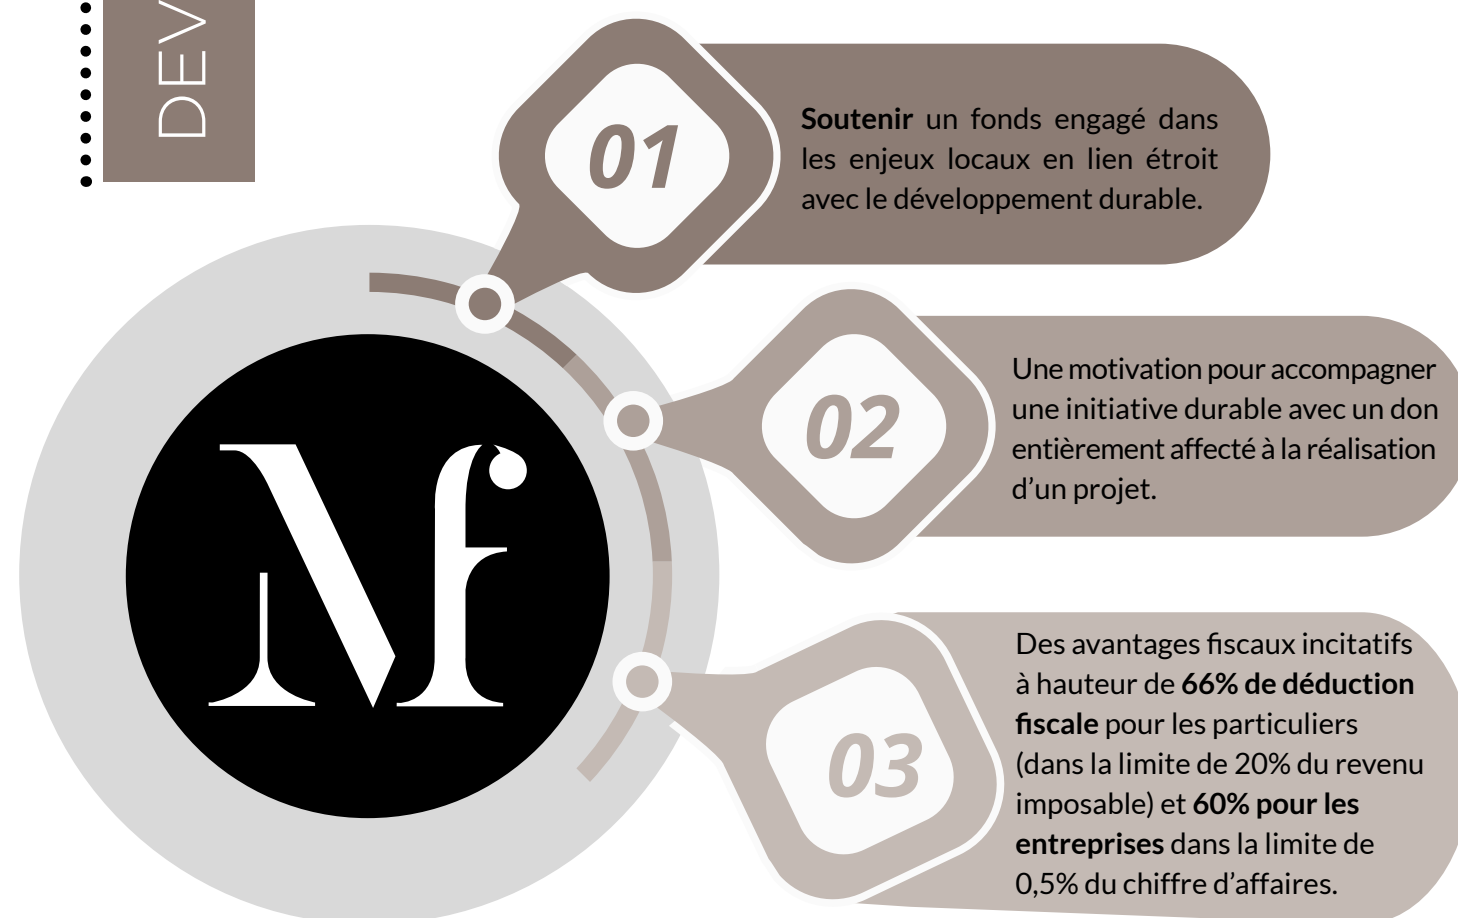 DEV
01
Soutenir un fonds engagé dans
les enjeux locaux en lien étroit
avec le développement durable.
02
Une motivation pour accompagner
une initiative durable avec un don
entièrement affecté à la réalisation
d’un projet.
03
Des avantages fiscaux incitatifs
à hauteur de 66% de déduction
fiscale pour les particuliers
(dans la limite de 20% du revenu
imposable) et 60% pour les
entreprises dans la limite de
0,5% du chiffre d’affaires.
Mf